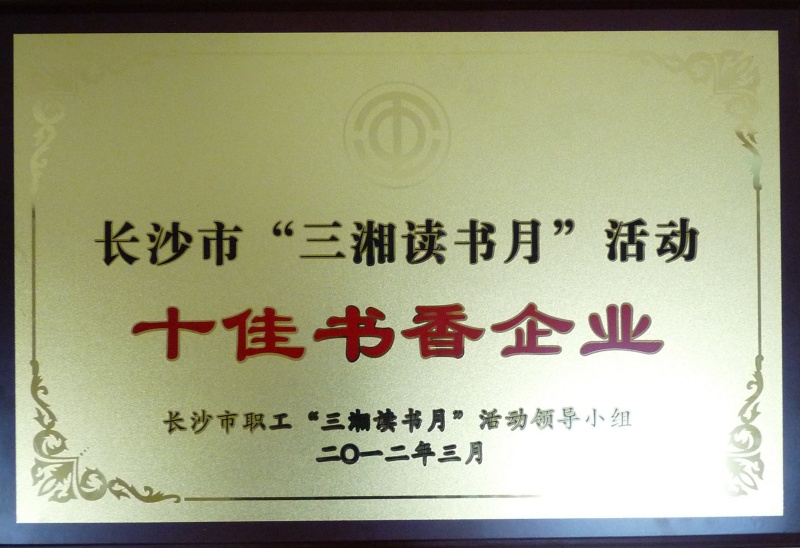 长沙市“三湘读书月”活动
十佳书香企业
长沙市职工“三湘读书月”活动领导小组
二〇一二年三月